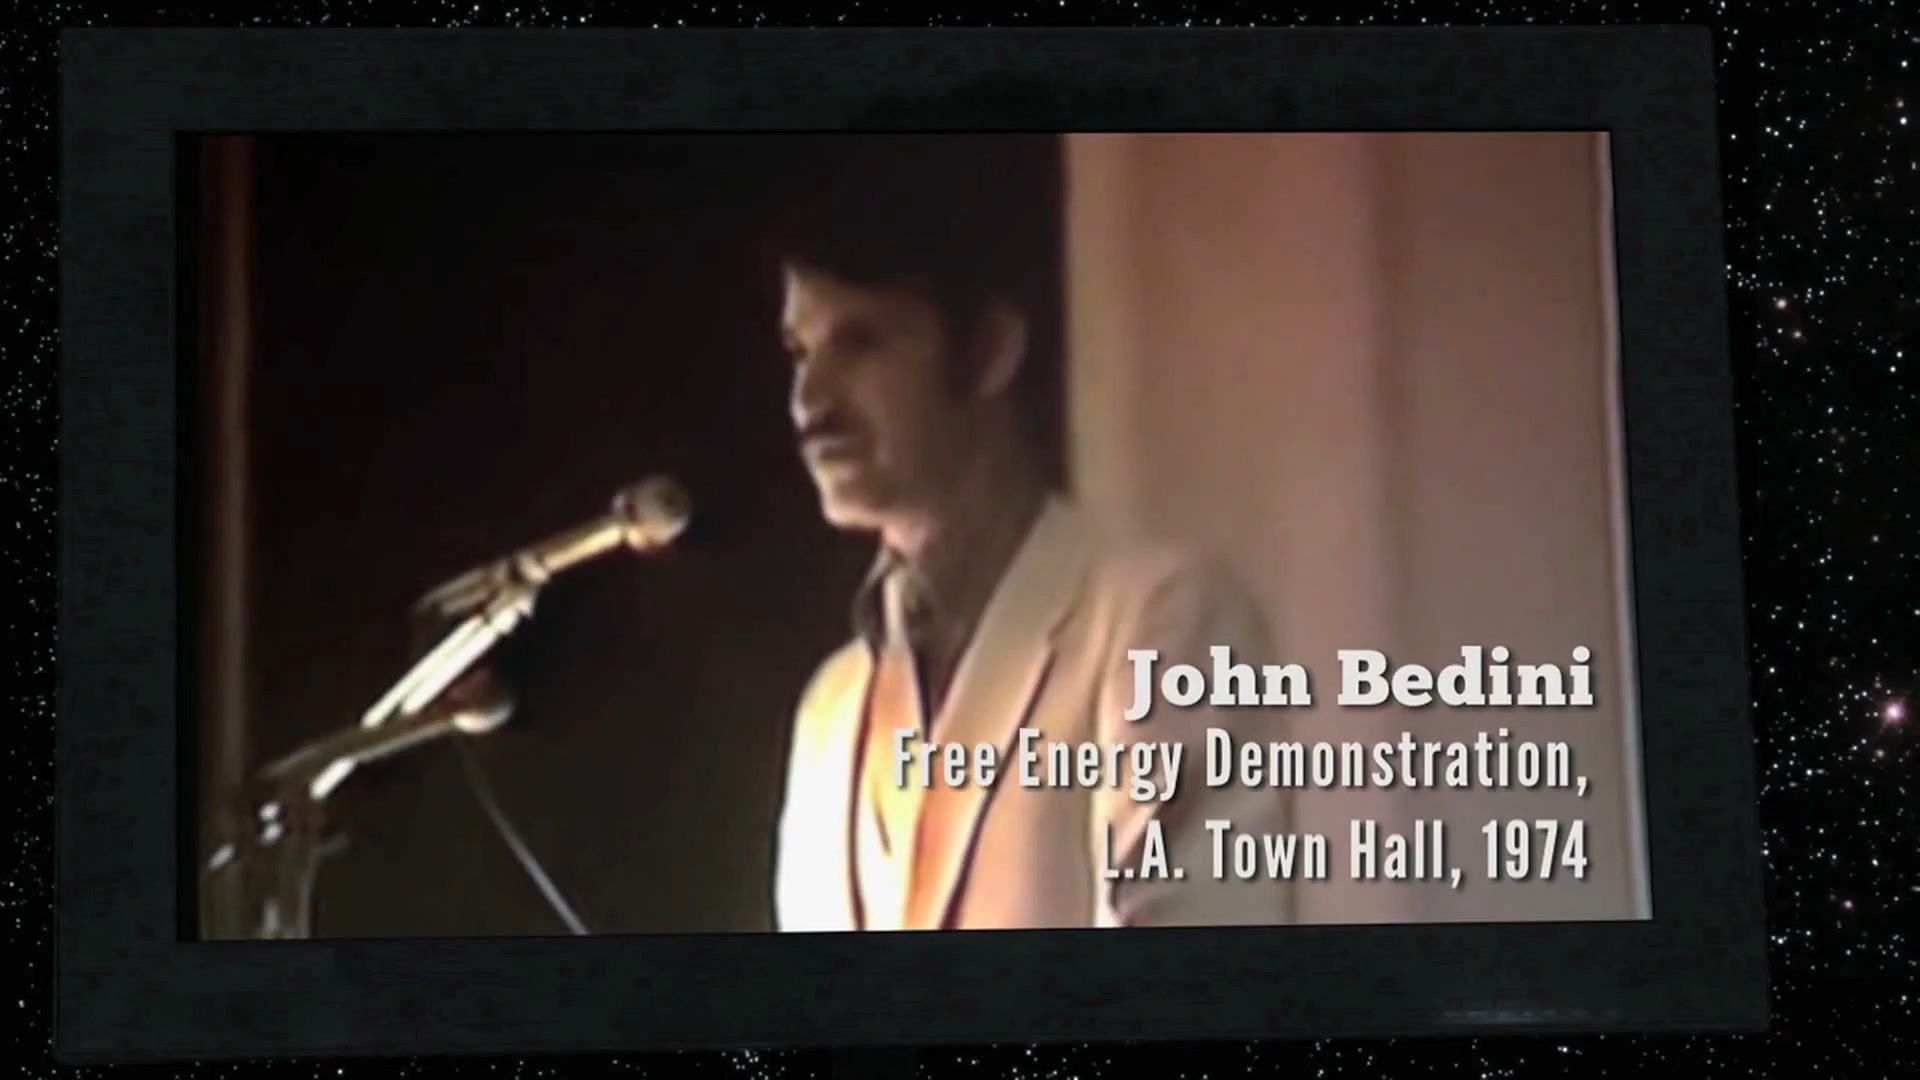 John Bedini
Free Energy Demonstration,
L.A. Town Hall, 1974